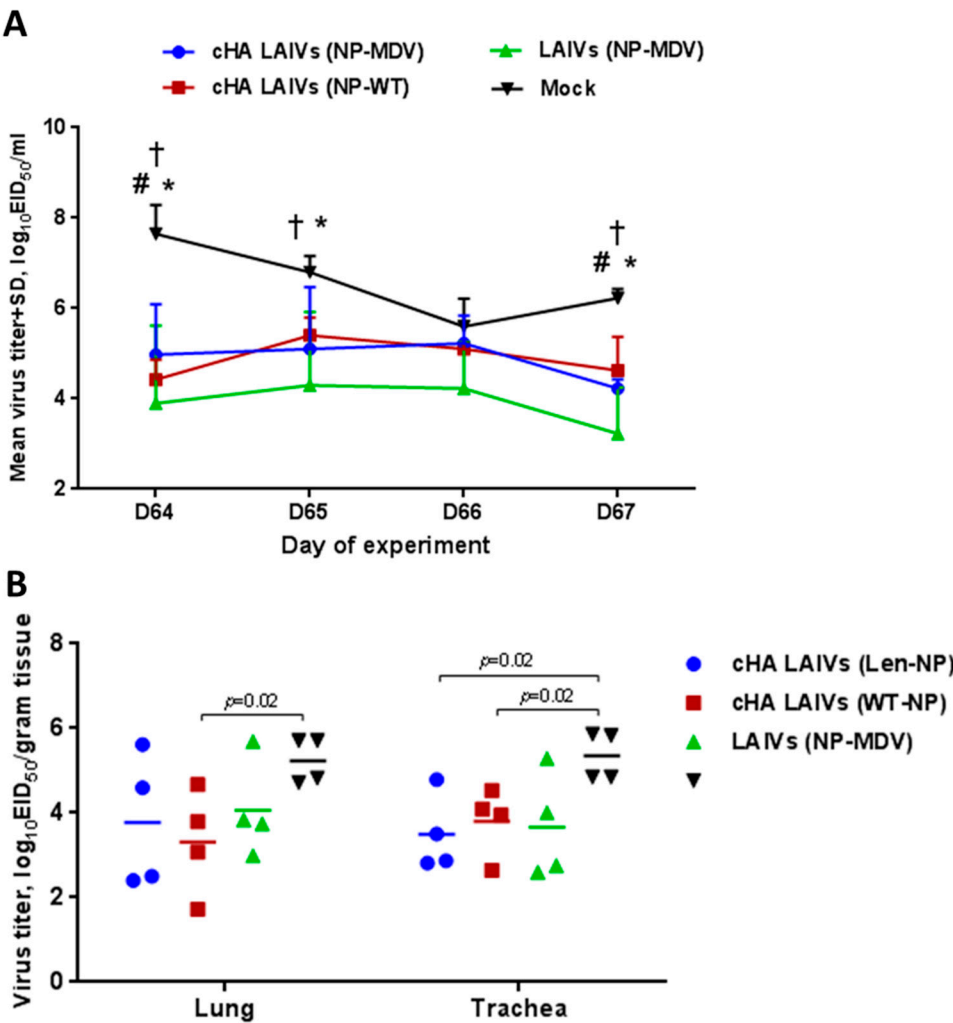 A
cHA LAIVs (NP-MDV)
LAIVs (NP-MDV)
cHA LAIVs (NP-WT)
Mock
Mean virus titer+SD, log₁₀EID₅₀/ml
10
8
6
4
2
†
# *
† *
†
# *
D64 D65 D66 D67
Day of experiment
B
Virus titer, log₁₀EID₅₀/gram tissue
8
6
4
2
0
p=0.02
p=0.02
p=0.02
cHA LAIVs (Len-NP)
cHA LAIVs (WT-NP)
LAIVs (NP-MDV)
Lung Trachea